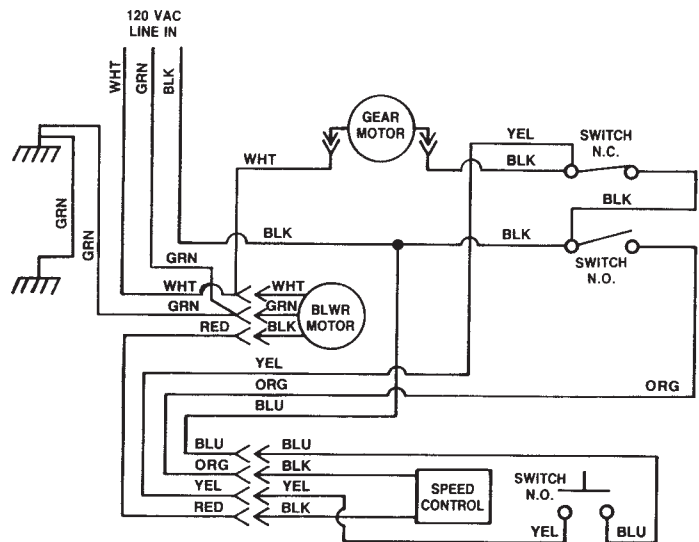 120 VAC
LINE IN
WHT
GRN
BLK
GEAR
MOTOR
YEL
SWITCH
N.C.
WHT
BLK
BLK
GRN
GRN
BLK
BLK
SWITCH
N.O.
GRN
WHT
WHT
GRN
GRN
BLWR
MOTOR
RED
BLK
YEL
ORG
ORG
BLU
BLU
BLU
ORG
BLK
YEL
YEL
SPEED
CONTROL
SWITCH
N.O.
RED
BLK
YEL
BLU